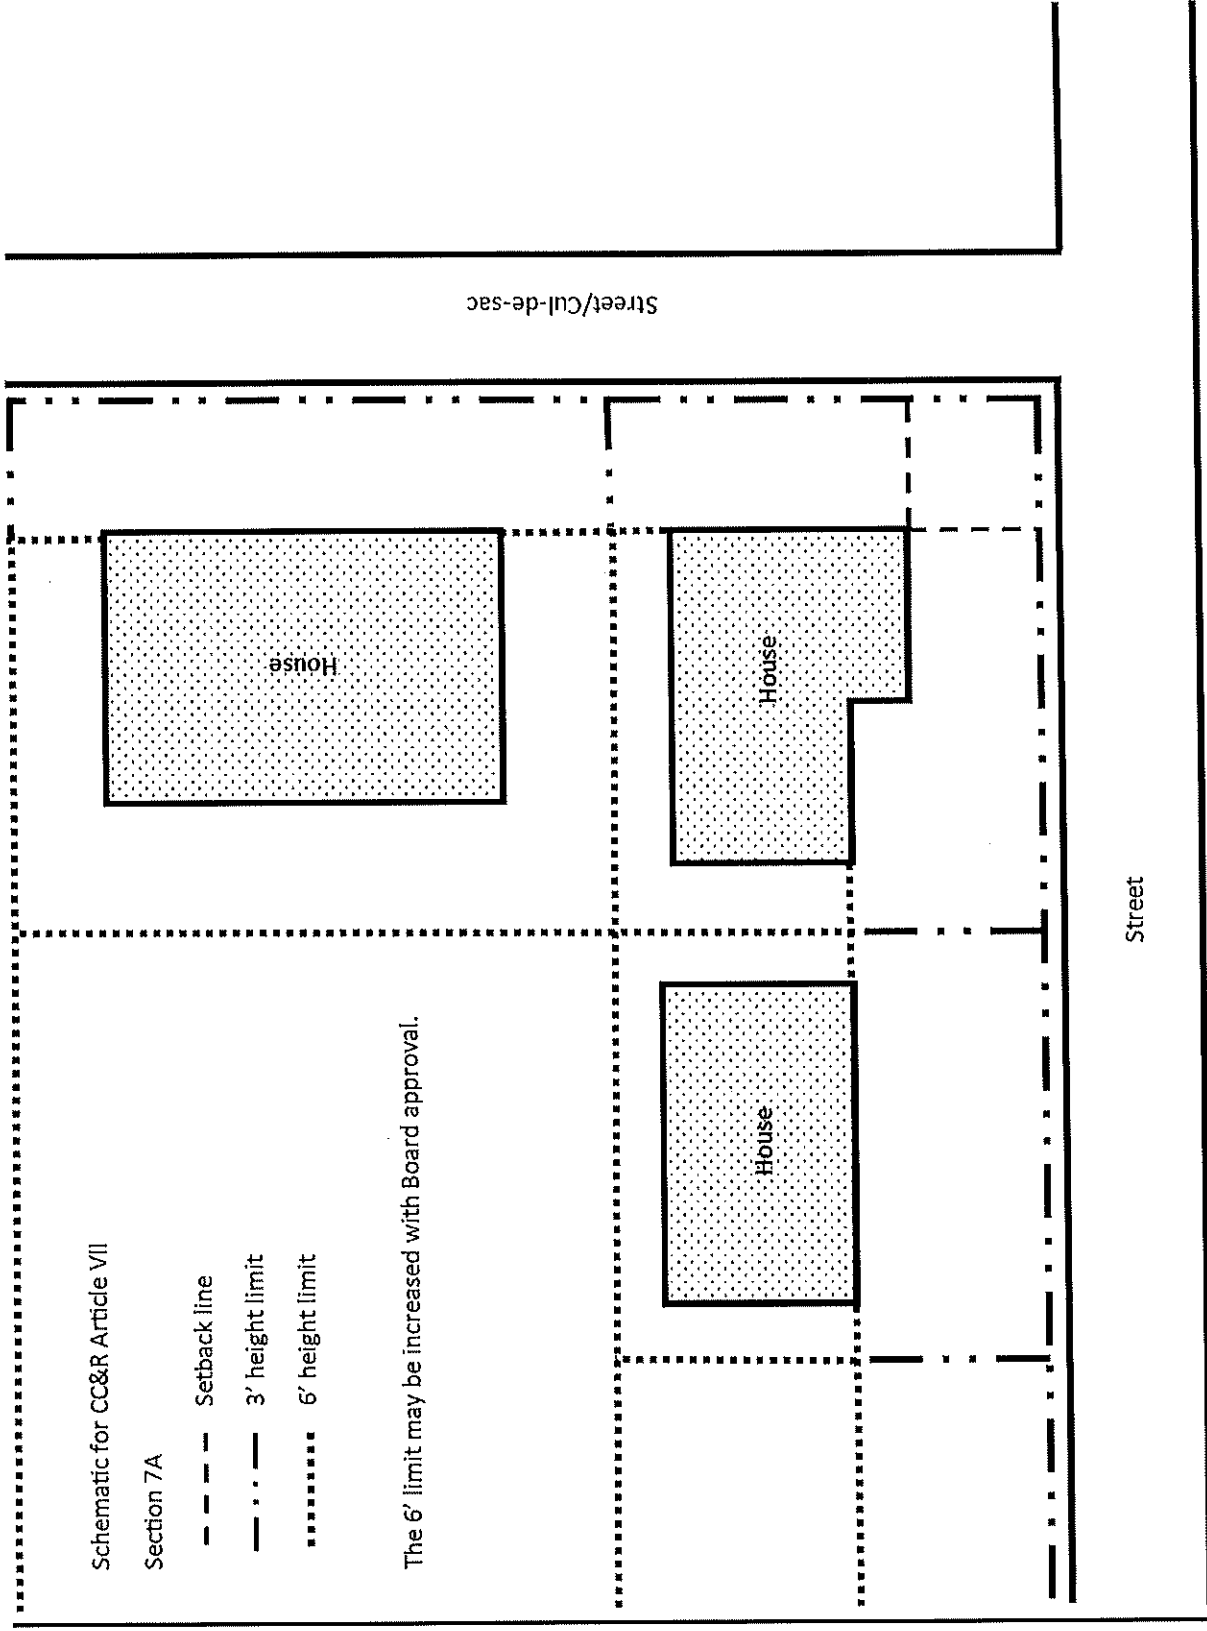 Schematic for CC&R Article VII
Section 7A
Setback line
3' height limit
6' height limit
The 6' limit may be increased with Board approval.
House
House
House
Street/Cul-de-sac
Street